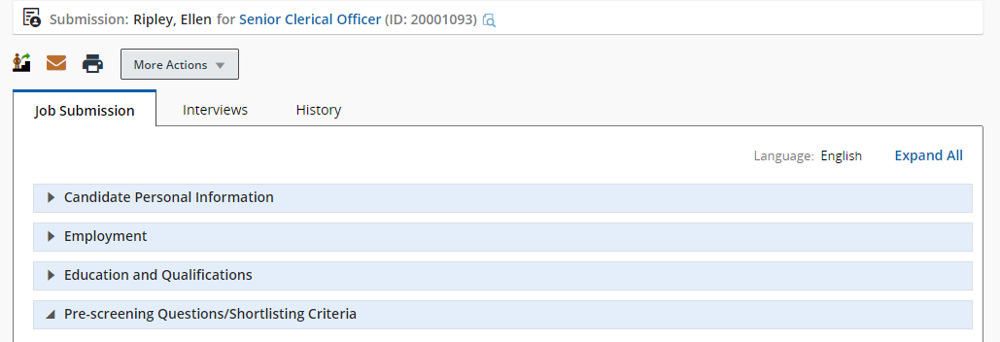 Submission: Ripley, Ellen for Senior Clerical Officer (ID: 20001093)
More Actions
Job Submission Interviews History
Language: English Expand All
Candidate Personal Information
Employment
Education and Qualifications
Pre-screening Questions/Shortlisting Criteria